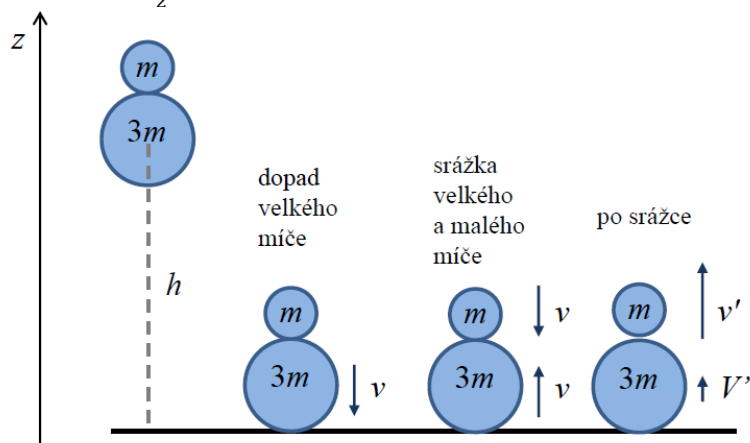 z
z
m
3m
h
dopad
velkého
míče
m
3m
v
srážka
velkého
a malého
míče
m
v
3m
v
po srážce
m
v'
3m
V'